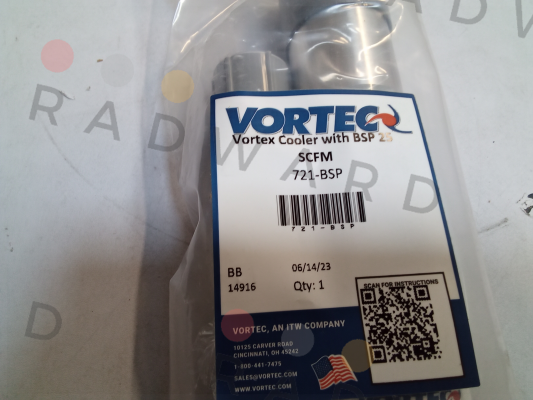 VORTEC
Vortex Cooler with BSP 25
SCFM
721-BSP
721-BSP
BB
06/14/23
14916
Qty: 1
SCAN FOR INSTRUCTIONS
VORTEC, AN ITW COMPANY
10125 CARVER ROAD
CINCINNATI, OH 45242
1-800-441-7475
SALES@VORTEC.COM
WWW.VORTEC.COM
RADWARD
D